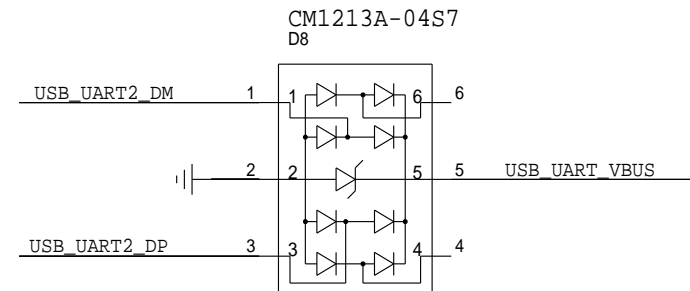 CM1213A-04S7
D8
USB_UART2_DM 1 1 6 6
2 2 5 5 USB_UART_VBUS
USB_UART2_DP 3 3 4 4